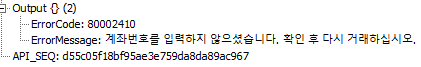 Output {} (2)
ErrorCode: 80002410
ErrorMessage: 계좌번호를 입력하지 않으셨습니다. 확인 후 다시 거래하십시오.
API_SEQ: d55c05f18bf95ae3e759da8da89ac967